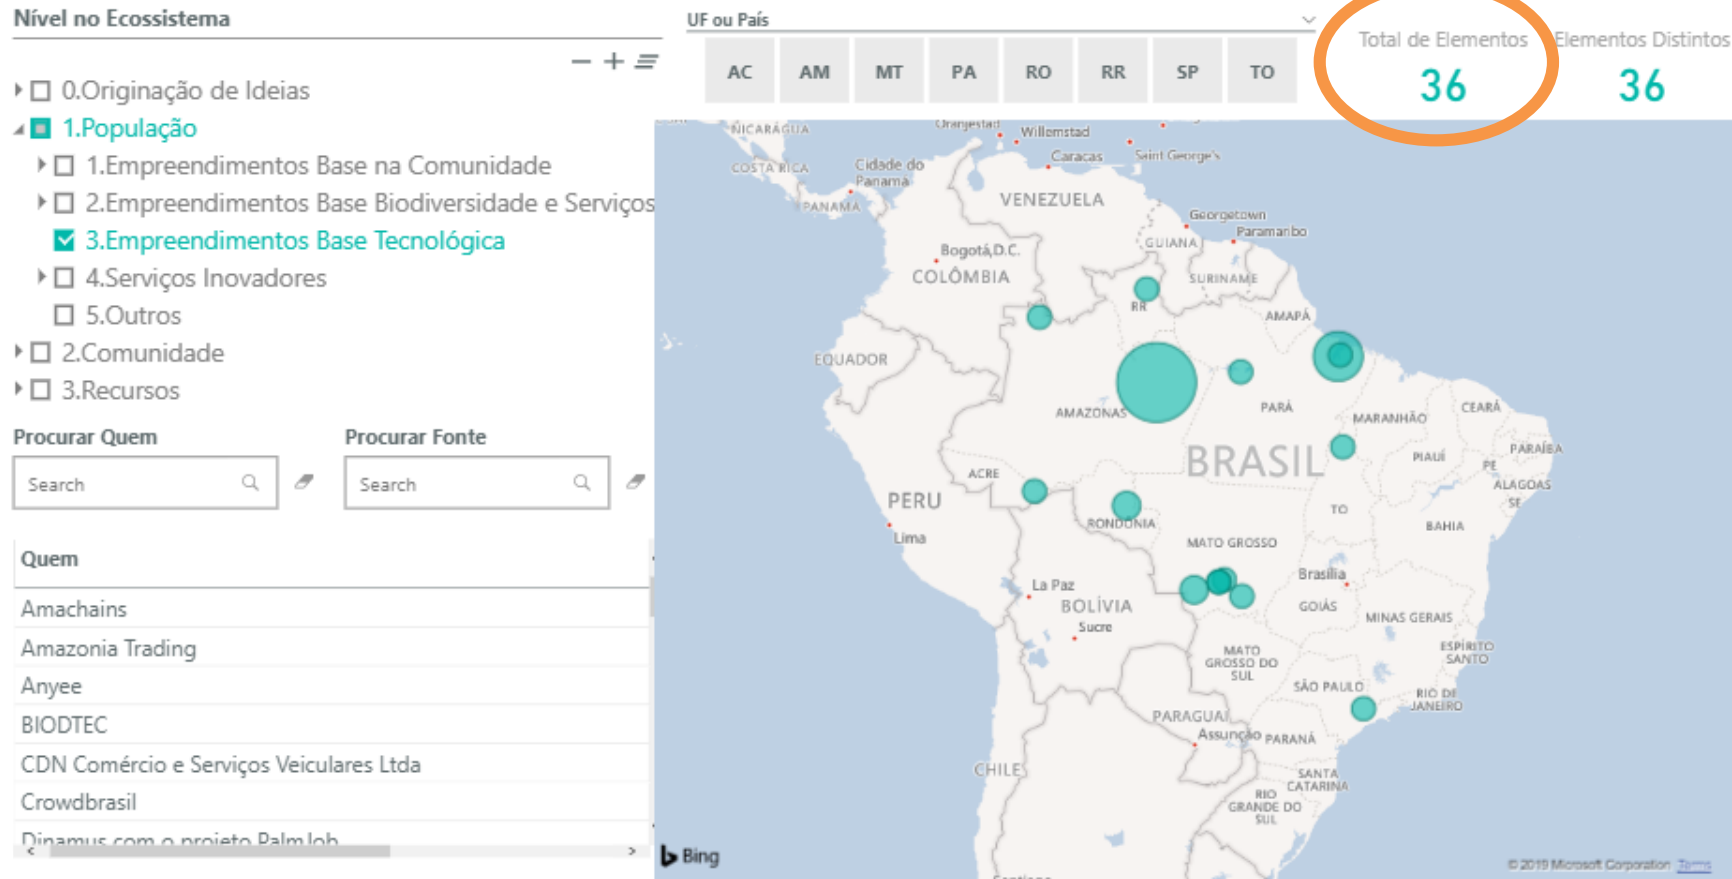 Nível no Ecossistema
0.Originação de Ideias
1.População
1.Empreendimentos Base na Comunidade
2.Empreendimentos Base Biodiversidade e Serviços
3.Empreendimentos Base Tecnológica
4.Serviços Inovadores
5.Outros
2.Comunidade
3.Recursos
Procurar Quem
Procurar Fonte
Search
Search
Quem
Amachains
Amazonia Trading
Anyee
BIODTEC
CDN Comércio e Serviços Veiculares Ltda
Crowdbrasil
Dinamus com o projeto PalmJob
UF ou País
AC AM MT PA RO RR SP TO
Total de Elementos
36
Elementos Distintos
36
NICARÁGUA
Oranjestad
Willemstad
COSTA RICA
Cidade do
Panamá
Caracas
Saint George's
PANAMÁ
VENEZUELA
Georgetown
Paramaribo
Bogotá,D.C.
GUIANA
COLÔMBIA
SURINAME
RR
AMAPÁ
EQUADOR
AMAZONAS
PARÁ
MARANHÃO
CEARÁ
BRASIL
PIAUÍ
PARAÍBA
PE
ACRE
ALAGOAS
SE
PERU
TO
RONDÔNIA
BAHIA
Lima
MATO GROSSO
La Paz
Brasília
BOLÍVIA
GOIÁS
MINAS GERAIS
Sucre
ESPÍRITO
SANTO
MATO
GROSSO DO
SUL
SÃO PAULO
RIO DE
JANEIRO
PARAGUAI
Assunção
PARANÁ
CHILE
SANTA
CATARINA
RIO
GRANDE DO
SUL
Santiago
Bing
© 2019 Microsoft Corporation Terms